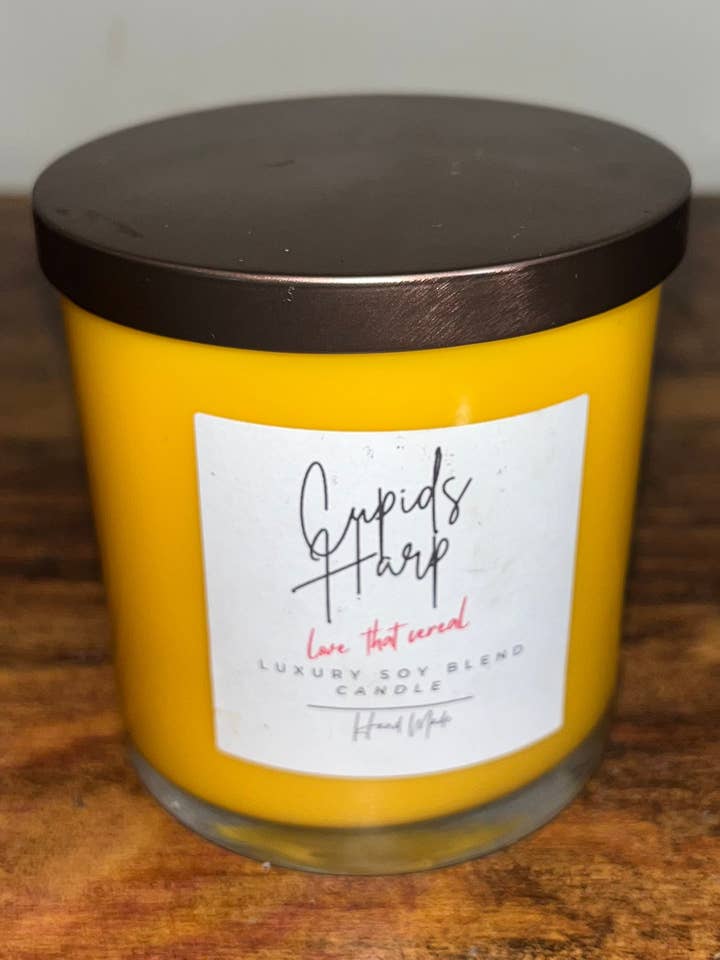 Cupids
Harp
love that cereal
LUXURY SOY BLEND
CANDLE
Hand Made